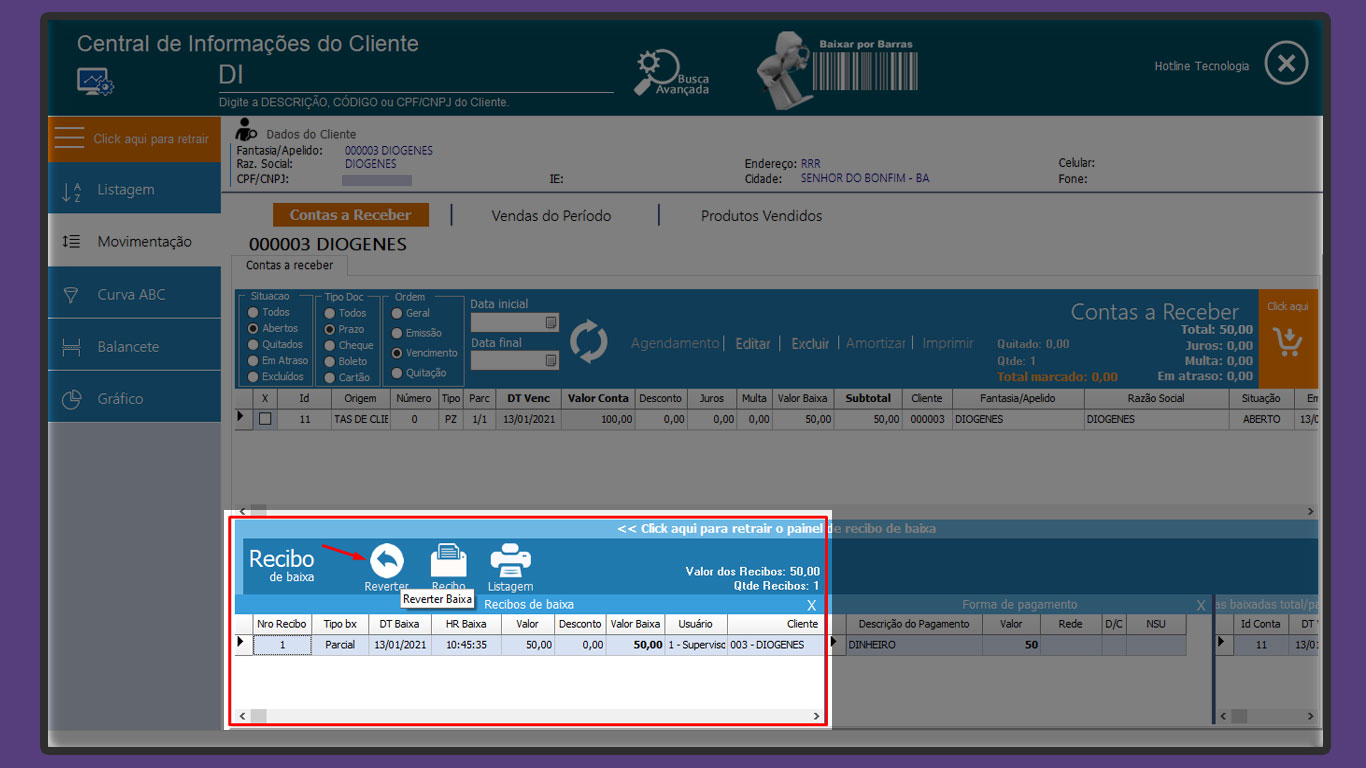 Central de Informações do Cliente
DI
Digite a DESCRIÇÃO, CÓDIGO ou CPF/CNPJ do Cliente.
Busca
Avançada
Baixar por Barras
Hotline Tecnologia
Click aqui para retrair
Listagem
Movimentação
Curva ABC
Balancete
Gráfico
Dados do Cliente
Fantasia/Apelido: 000003 DIOGENES
Raz. Social: DIOGENES Endereço: RRR Celular:
CPF/CNPJ: IE: Cidade: SENHOR DO BONFIM - BA Fone:
Contas a Receber Vendas do Período Produtos Vendidos
000003 DIOGENES
Contas a receber
Situacao
Todos
Abertos
Quitados
Em Atraso
Excluídos
Tipo Doc
Todos
Prazo
Cheque
Boleto
Cartão
Ordem
Geral
Emissão
Vencimento
Quitação
Data inicial
Data final
Agendamento | Editar | Excluir | Amortizar | Imprimir
Quitado: 0,00
Qtde: 1
Total marcado: 0,00
Contas a Receber
Total: 50,00
Juros: 0,00
Multa: 0,00
Em atraso: 0,00
Click aqui
X Id Origem Número Tipo Parc DT Venc Valor Conta Desconto Juros Multa Valor Baixa Subtotal Cliente Fantasia/Apelido Razão Social Situação Em
11 TAS DE CLIE 0 PZ 1/1 13/01/2021 100,00 0,00 0,00 0,00 50,00 50,00 000003 DIOGENES DIOGENES ABERTO 13/0
<< Click aqui para retrair o painel de recibo de baixa
Recibo
de baixa
Reverter
Recibo
Listagem
Reverter Baixa
Valor dos Recibos: 50,00
Qtde Recibos: 1
Recibos de baixa X
Nro Recibo Tipo bx DT Baixa HR Baixa Valor Desconto Valor Baixa Usuário Cliente
1 Parcial 13/01/2021 10:45:35 50,00 0,00 50,00 1 - Superviso 003 - DIOGENES
Forma de pagamento X
Descrição do Pagamento Valor Rede D/C NSU
DINHEIRO 50
as baixadas total/pa
Id Conta DT
11 13/01